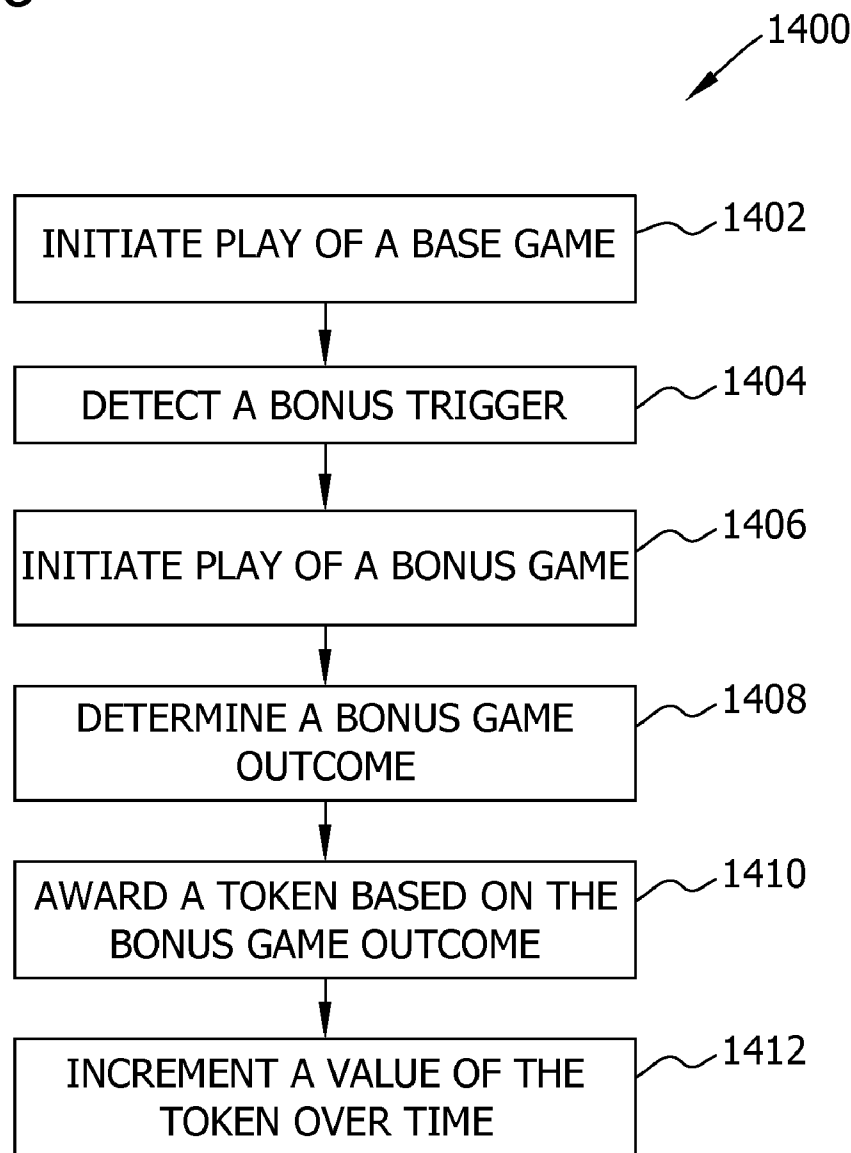 1400
INITIATE PLAY OF A BASE GAME
1402
DETECT A BONUS TRIGGER
1404
INITIATE PLAY OF A BONUS GAME
1406
DETERMINE A BONUS GAME
OUTCOME
1408
AWARD A TOKEN BASED ON THE
BONUS GAME OUTCOME
1410
INCREMENT A VALUE OF THE
TOKEN OVER TIME
1412